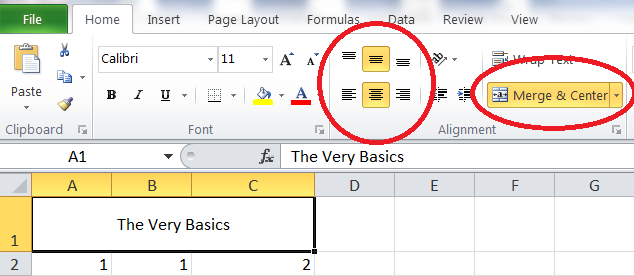 File Home Insert Page Layout Formulas Data Review View
Calibri 11 A A Wrap Text
Paste B I U A Merge & Center
Clipboard Font Alignment
A1 fx The Very Basics
A B C D E F G
1 The Very Basics
2 1 1 2